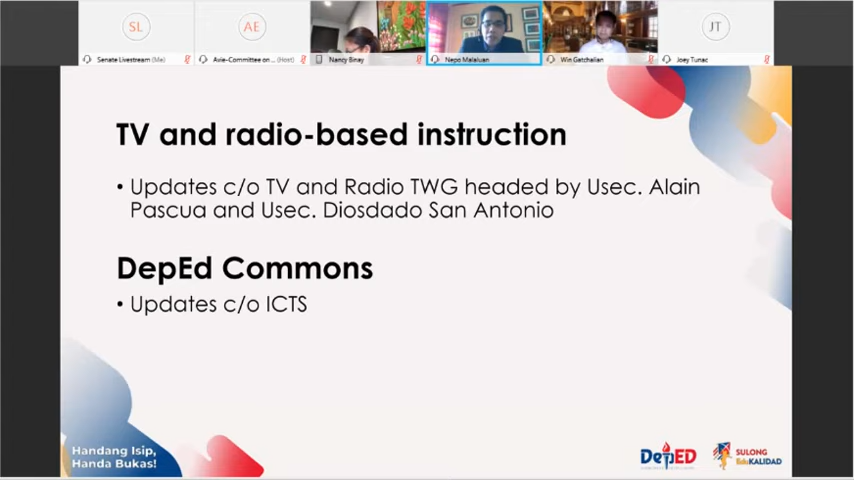 SL
AE
JT
Senate Livestream (Me)
Avie-Committee on ... (Host)
Nancy Binay
Nepo Malaluan
Win Gatchalian
Joey Tunac
TV and radio-based instruction
• Updates c/o TV and Radio TWG headed by Usec. Alain
Pascua and Usec. Diosdado San Antonio
DepEd Commons
• Updates c/o ICTS
Handang Isip,
Handa Bukas!
DepED
SULONG
EduKALIDAD